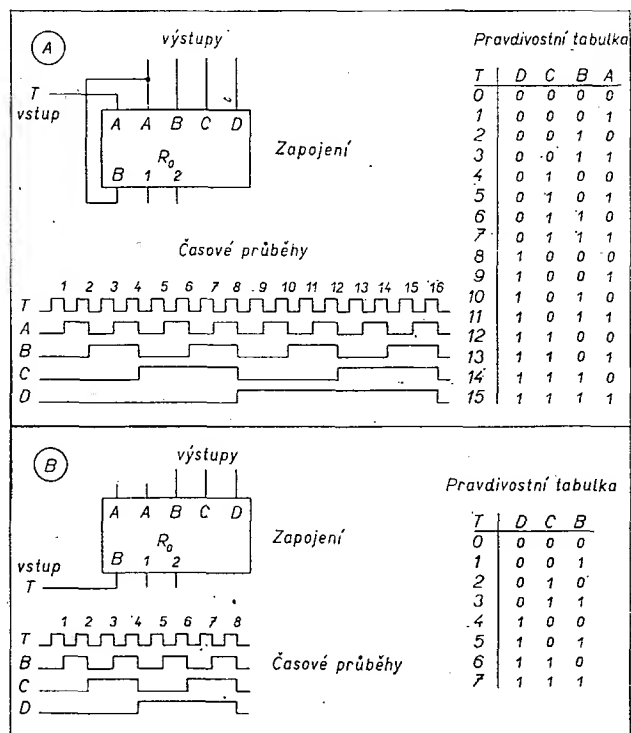 A
výstupy
T
vstup
A A B C D
R0
B 1 2
Zapojení
Časové průběhy
1 2 3 4 5 6 7 8 9 10 11 12 13 14 15 16
T
A
B
C
D
Pravdivostní tabulka
T D C B A
0 0 0 0 0
1 0 0 0 1
2 0 0 1 0
3 0 0 1 1
4 0 1 0 0
5 0 1 0 1
6 0 1 1 0
7 0 1 1 1
8 1 0 0 0
9 1 0 0 1
10 1 0 1 0
11 1 0 1 1
12 1 1 0 0
13 1 1 0 1
14 1 1 1 0
15 1 1 1 1
B
výstupy
A A B C D
R0
B 1 2
vstup
T
Zapojení
1 2 3 4 5 6 7 8
T
B
C
D
Časové průběhy
Pravdivostní tabulka
T D C B
0 0 0 0
1 0 0 1
2 0 1 0
3 0 1 1
4 1 0 0
5 1 0 1
6 1 1 0
7 1 1 1